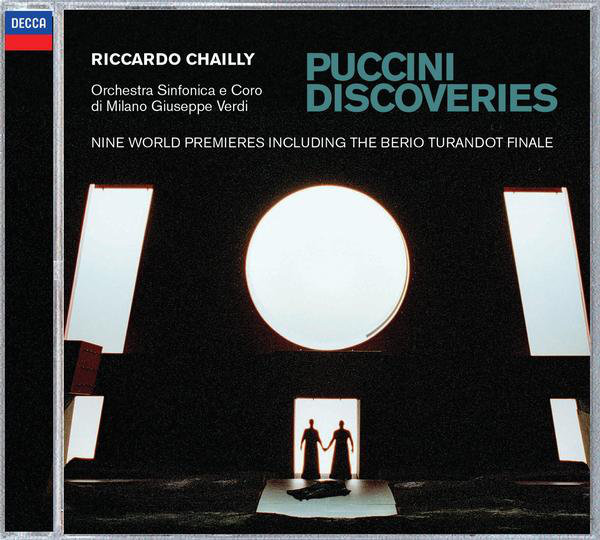 DECCA
RICCARDO CHAILLY
PUCCINI
DISCOVERIES
Orchestra Sinfonica e Coro
di Milano Giuseppe Verdi
NINE WORLD PREMIERES INCLUDING THE BERIO TURANDOT FINALE